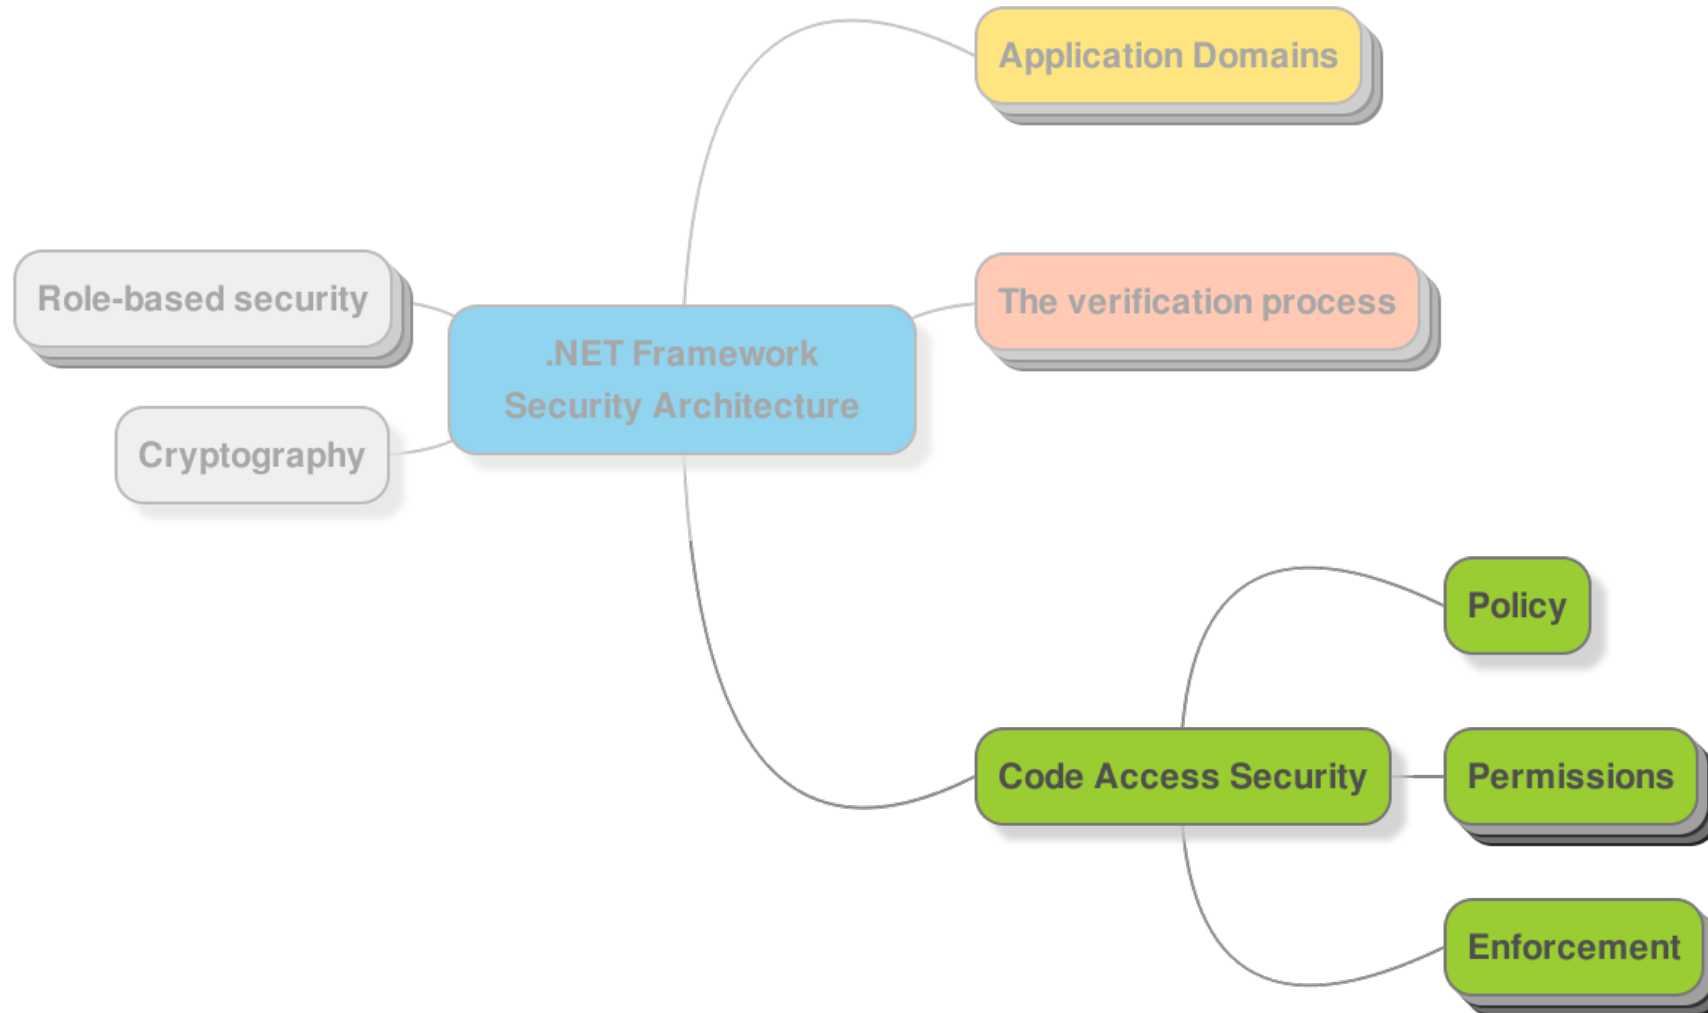 Application Domains
Role-based security
The verification process
.NET Framework
Security Architecture
Cryptography
Policy
Code Access Security
Permissions
Enforcement